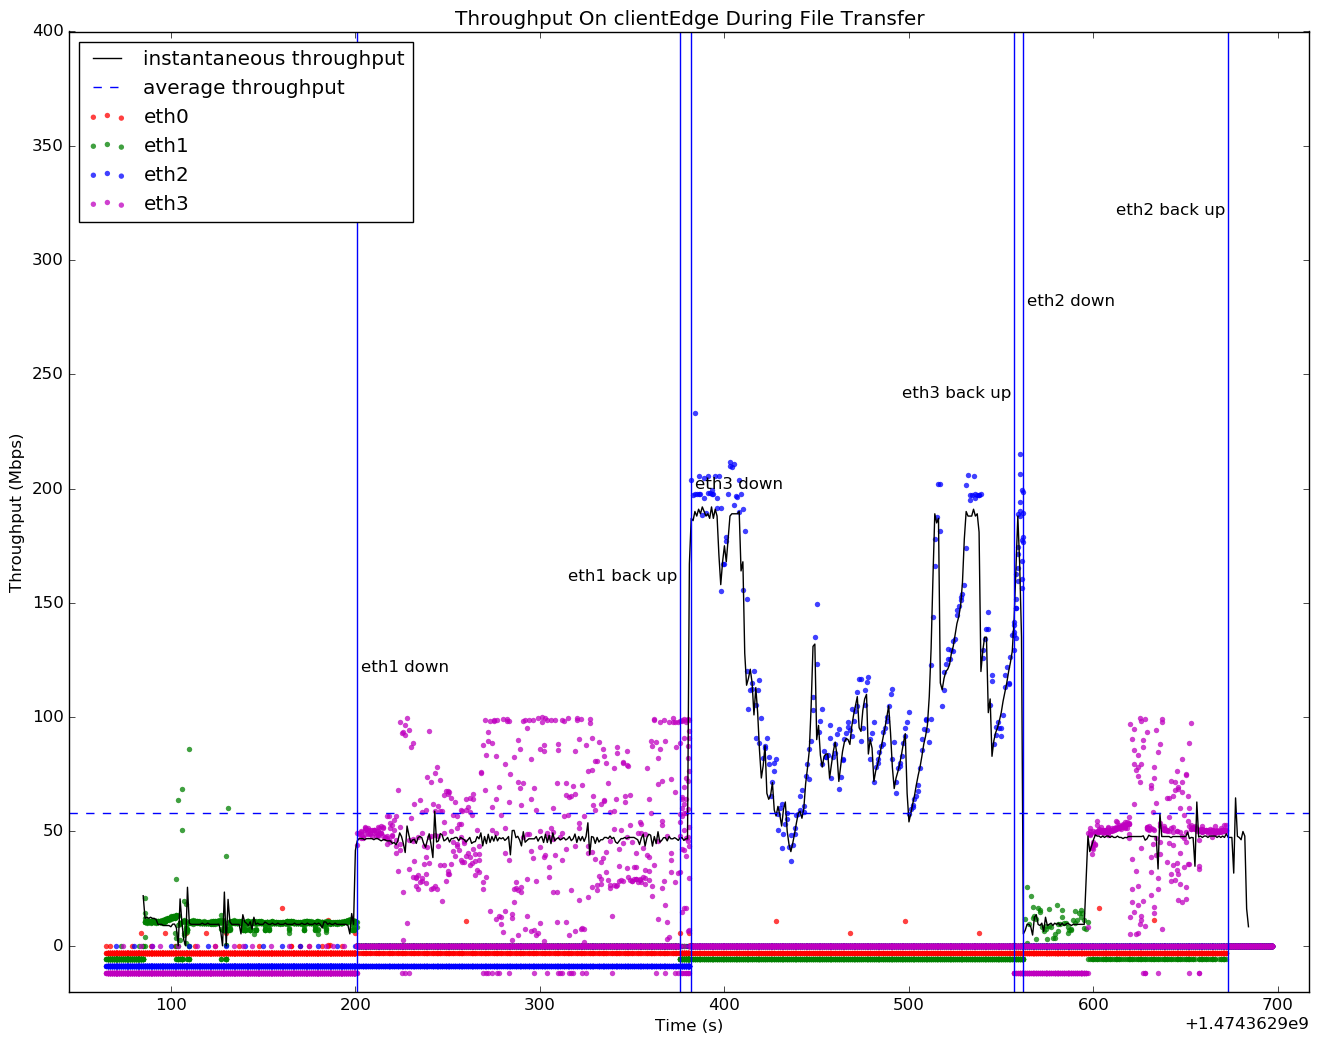 Throughput On clientEdge During File Transfer
400
350
300
250
200
150
100
50
0
Throughput (Mbps)
instantaneous throughput
average throughput
eth0
eth1
eth2
eth3
eth2 back up
eth2 down
eth3 back up
eth3 down
eth1 back up
eth1 down
100
200
300
400
500
600
700
Time (s)
+1.4743629e9